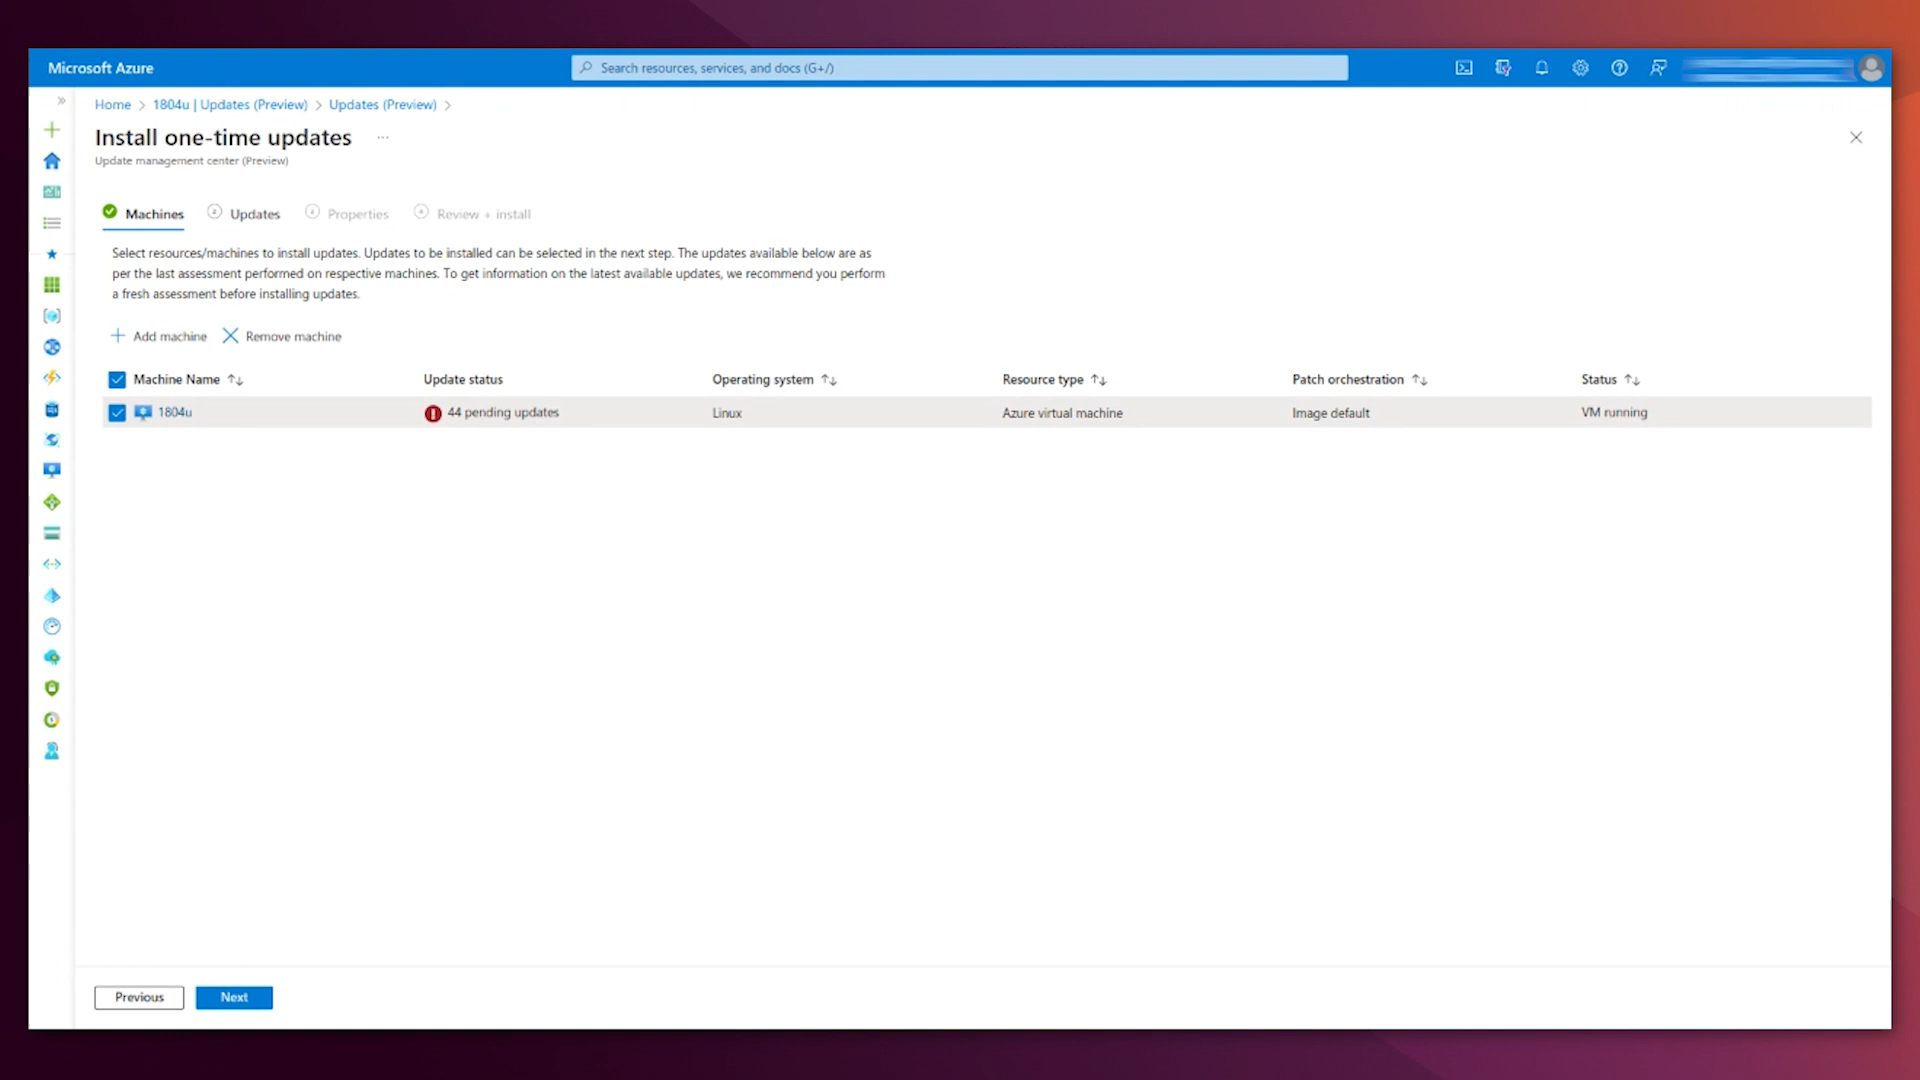 Microsoft Azure
Search resources, services, and docs (G+/)
Home > 1804u | Updates (Preview) > Updates (Preview) >
Install one-time updates ...
Update management center (Preview)
Machines
Updates
Properties
Review + install
Select resources/machines to install updates. Updates to be installed can be selected in the next step. The updates available below are as
per the last assessment performed on respective machines. To get information on the latest available updates, we recommend you perform
a fresh assessment before installing updates.
Add machine
Remove machine
Machine Name ↑↓ Update status Operating system ↑↓ Resource type ↑↓ Patch orchestration ↑↓ Status ↑↓
1804u 44 pending updates Linux Azure virtual machine Image default VM running
Previous
Next